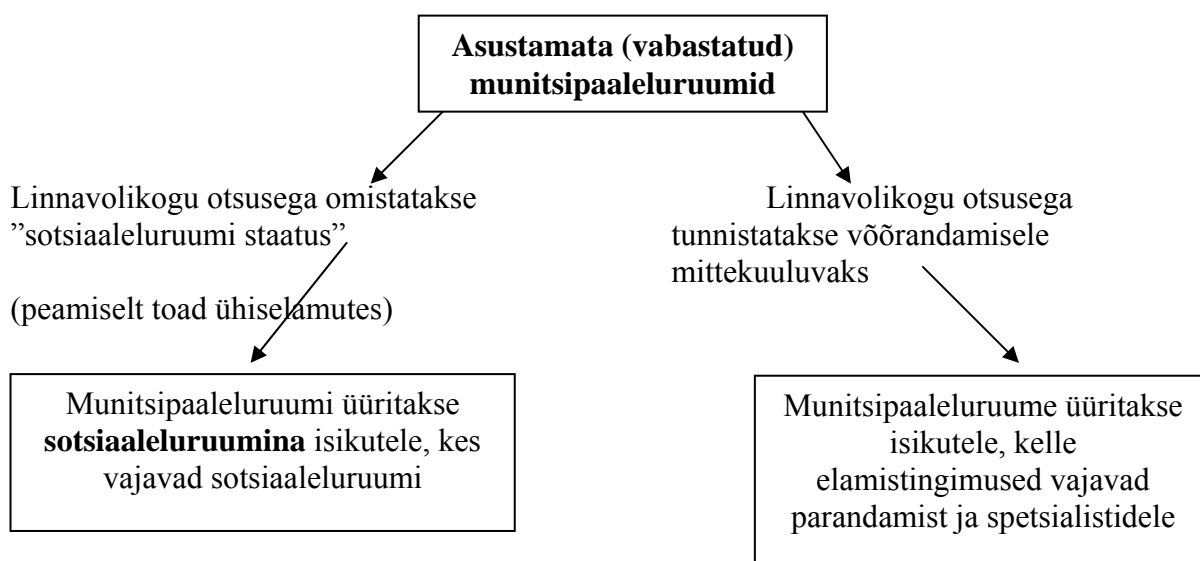 Asustamata (vabastatud)
munitsipaaleluruumid
Linnavolikogu otsusega omistatakse
”sotsiaaleluruumi staatus”
(peamiselt toad ühiselamutes)
Linnavolikogu otsusega
tunnistatakse võõrandamisele
mittekuuluvaks
Munitsipaaleluruumi üüritakse
sotsiaaleluruumina isikutele, kes
vajavad sotsiaaleluruumi
Munitsipaaleluruume üüritakse
isikutele, kelle
elamistingimused vajavad
parandamist ja spetsialistidele